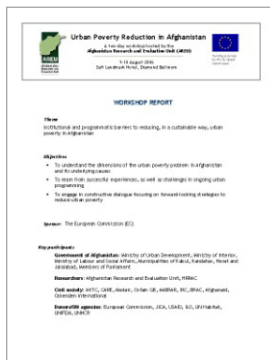 Urban Poverty Reduction in Afghanistan
a two-day workshop hosted by the
Afghanistan Research and Evaluation Unit (AREU)
9-10 August 2006
Safi Landmark Hotel, Diamond Ballroom
AREU
WORKSHOP REPORT
Theme
Institutional and programmatic barriers to reducing, in a sustainable way, urban
poverty in Afghanistan
Objectives
• To understand the dimensions of the urban poverty problem in Afghanistan
and its underlying causes
• To learn from successful experiences, as well as challenges in ongoing urban
programming
• To engage in constructive dialogue focusing on forward-looking strategies to
reduce urban poverty
Sponsor: The European Commission (EC)
Key participants
Government of Afghanistan: Ministry of Urban Development, Ministry of Interior,
Ministry of Labour and Social Affairs, Municipalities of Kabul, Kandahar, Herat and
Jalalabad, Members of Parliament
Researchers: Afghanistan Research and Evaluation Unit,
Civil society: CARE, IRC, BRAC, Afghanaid,
Ockenden International
Donors/UN agencies: European Commission, JICA, USAID, ILO, UN-Habitat,
UNIFEM, UNHCR